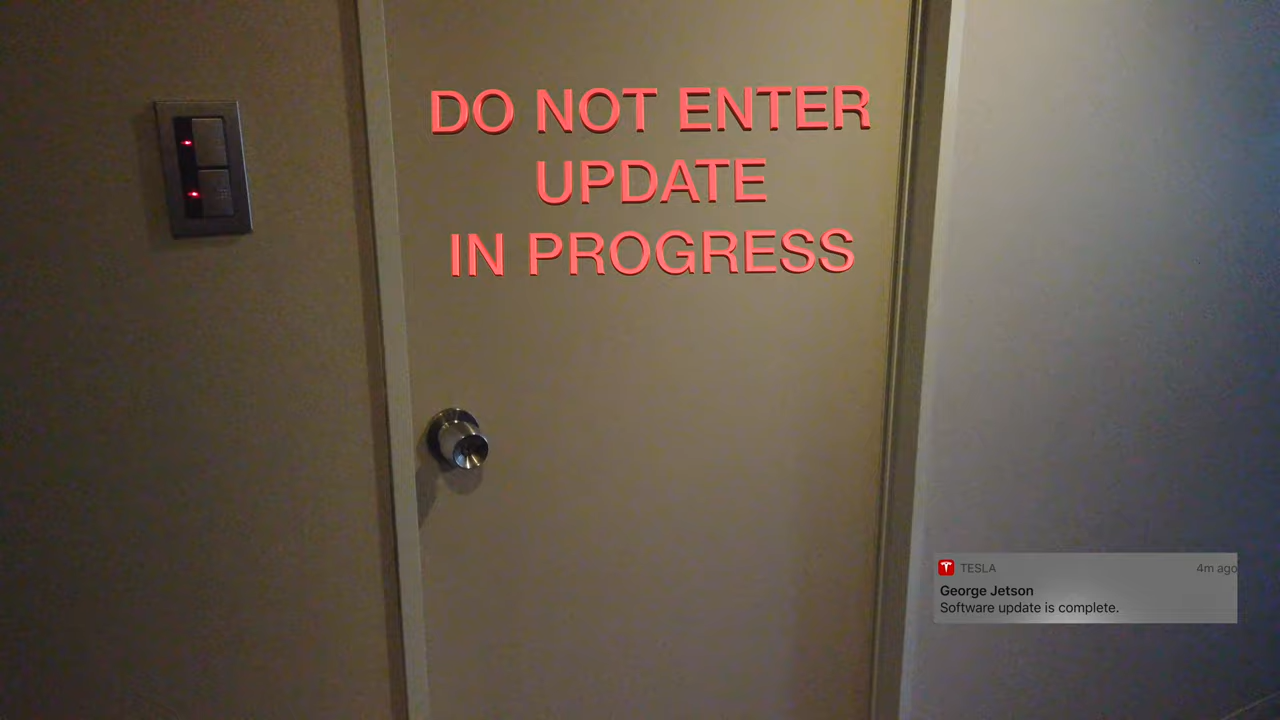 DO NOT ENTER
UPDATE
IN PROGRESS
TESLA 4m ago
George Jetson
Software update is complete.